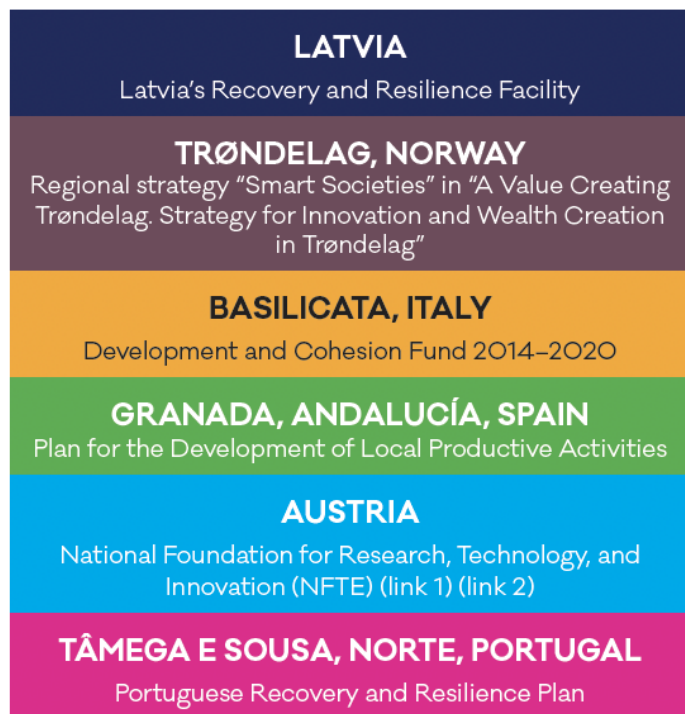 LATVIA
Latvia's Recovery and Resilience Facility
TRØNDELAG, NORWAY
Regional strategy “Smart Societies” in “A Value Creating
Trøndelag. Strategy for Innovation and Wealth Creation
in Trøndelag”
BASILICATA, ITALY
Development and Cohesion Fund 2014–2020
GRANADA, ANDALUCÍA, SPAIN
Plan for the Development of Local Productive Activities
AUSTRIA
National Foundation for Research, Technology, and
Innovation (NFTE) (link 1) (link 2)
TÂMEGA E SOUSA, NORTE, PORTUGAL
Portuguese Recovery and Resilience Plan